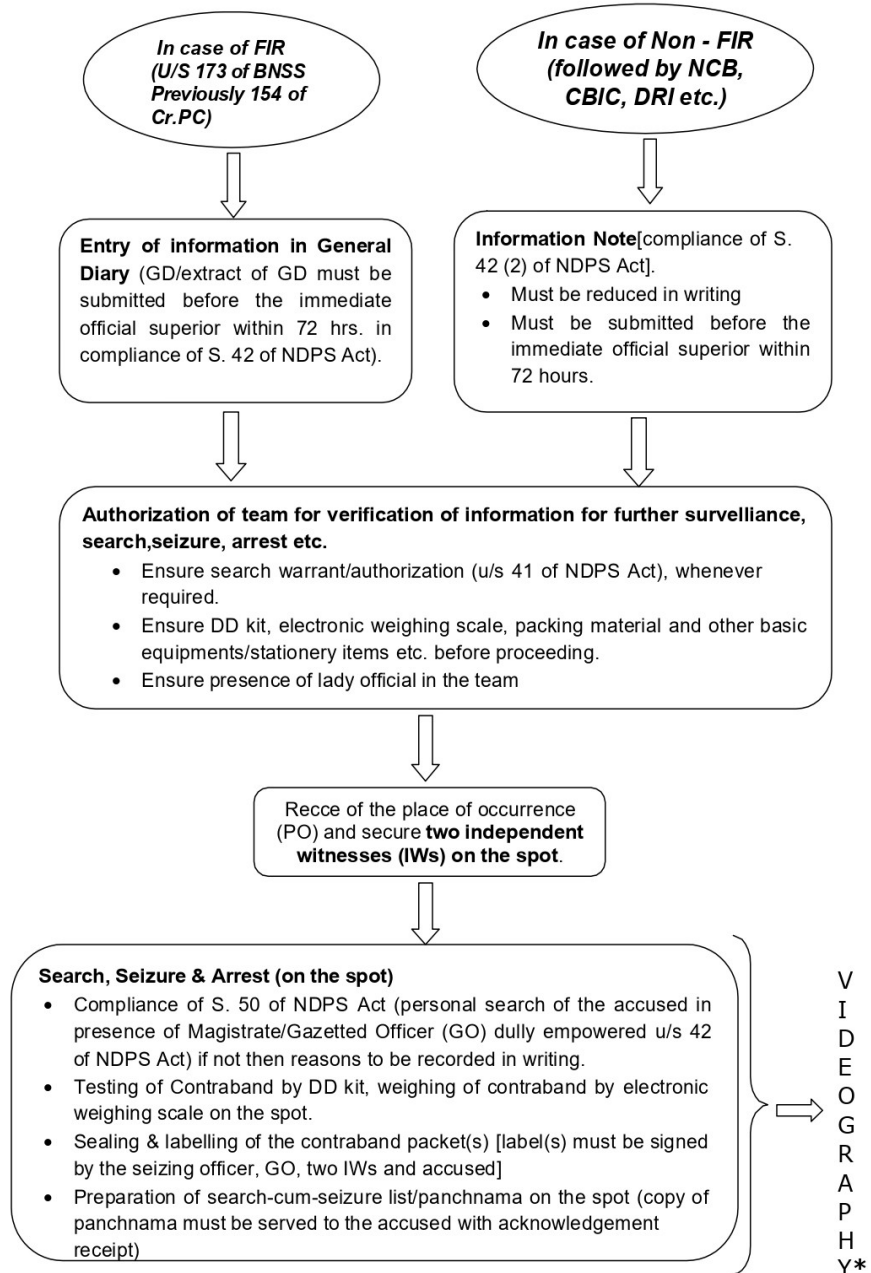 In case of FIR
(U/S 173 of BNSS
Previously 154 of
Cr.PC)
In case of Non - FIR
(followed by NCB,
CBIC, DRI etc.)
Entry of information in General
Diary (GD/extract of GD must be
submitted before the immediate
official superior within 72 hrs. in
compliance of S. 42 of NDPS Act).
Information Note[compliance of S.
42 (2) of NDPS Act].
• Must be reduced in writing
• Must be submitted before the
immediate official superior within
72 hours.
Authorization of team for verification of information for further survelliance,
search,seizure, arrest etc.
• Ensure search warrant/authorization (u/s 41 of NDPS Act), whenever
required.
• Ensure DD kit, electronic weighing scale, packing material and other basic
equipments/stationery items etc. before proceeding.
• Ensure presence of lady official in the team
Recce of the place of occurrence
(PO) and secure two independent
witnesses (IWs) on the spot.
Search, Seizure & Arrest (on the spot)
• Compliance of S. 50 of NDPS Act (personal search of the accused in
presence of Magistrate/Gazetted Officer (GO) dully empowered u/s 42
of NDPS Act) if not then reasons to be recorded in writing.
• Testing of Contraband by DD kit, weighing of contraband by electronic
weighing scale on the spot.
• Sealing & labelling of the contraband packet(s) [label(s) must be signed
by the seizing officer, GO, two IWs and accused]
• Preparation of search-cum-seizure list/panchnama on the spot (copy of
panchnama must be served to the accused with acknowledgement
receipt)
V
I
D
E
O
G
R
A
P
H
Y*